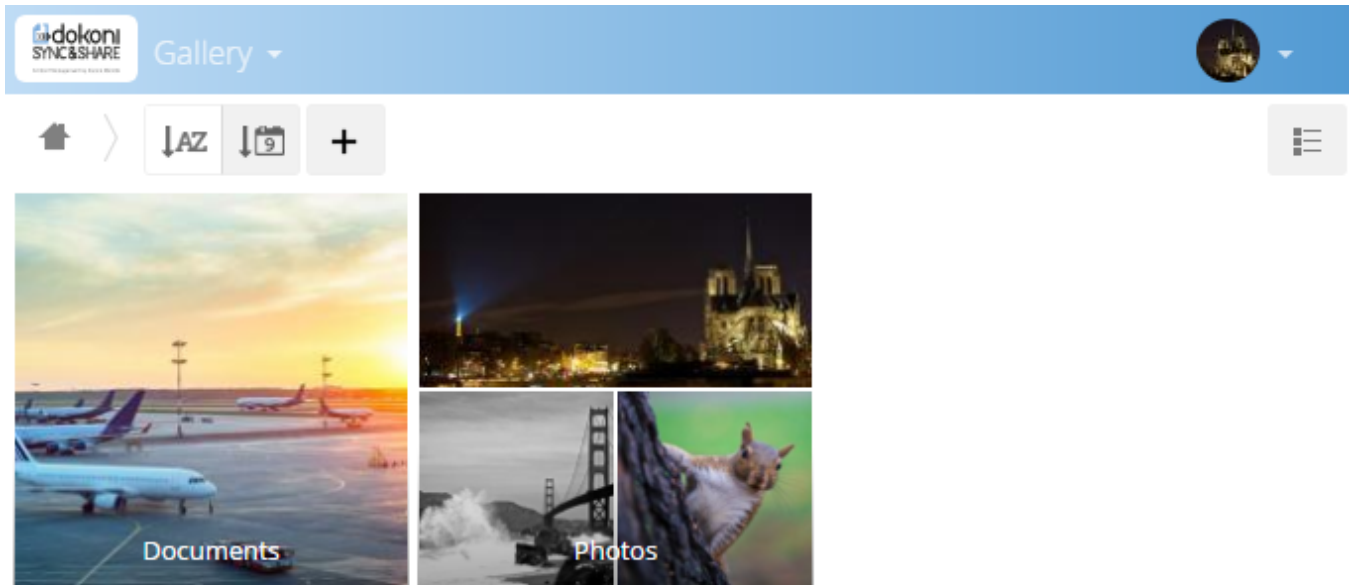 dokoni
SYNC&SHARE
Gallery
AZ
9
+
Documents
Photos